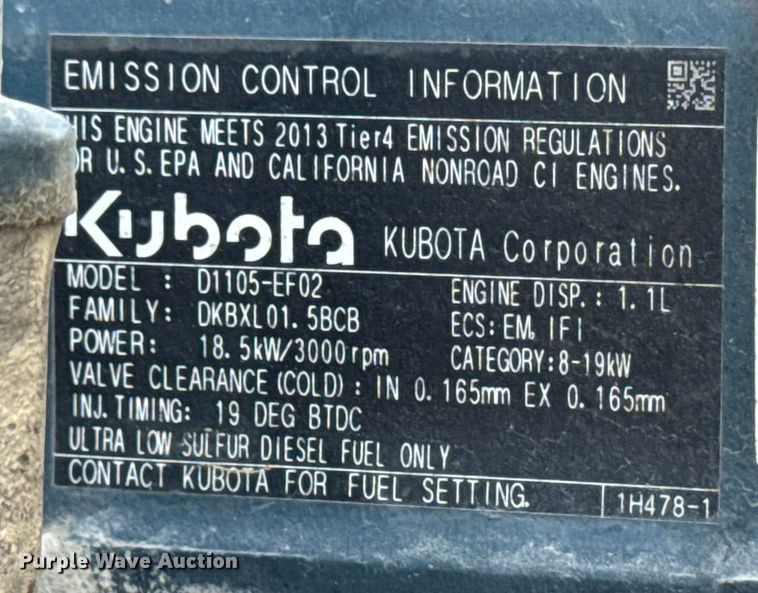 EMISSION CONTROL INFORMATION
HIS ENGINE MEETS 2013 Tier4 EMISSION REGULATIONS
OR U.S. EPA AND CALIFORNIA NONROAD CI ENGINES.
Kubota KUBOTA Corporation
MODEL : D1105-EF02 ENGINE DISP.: 1.1L
FAMILY: DKBXL01.5BCB ECS: EM, IFI
POWER: 18.5kW/3000rpm CATEGORY:8-19kW
VALVE CLEARANCE (COLD) : IN 0.165mm EX 0.165mm
INJ. TIMING: 19 DEG BTDC
ULTRA LOW SULFUR DIESEL FUEL ONLY
CONTACT KUBOTA FOR FUEL SETTING. 1H478-1
Purple Wave Auction